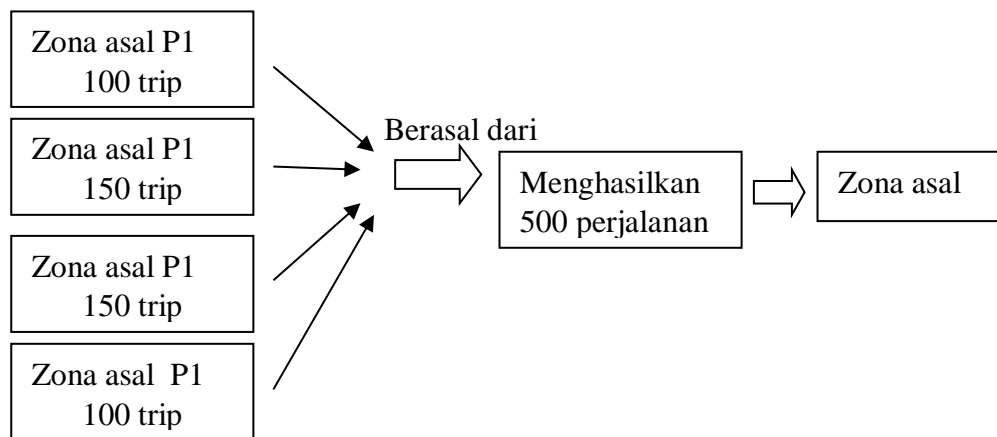 Zona asal P1
100 trip
Zona asal P1
150 trip
Zona asal P1
150 trip
Zona asal P1
100 trip
Berasal dari
Menghasilkan
500 perjalanan
Zona asal